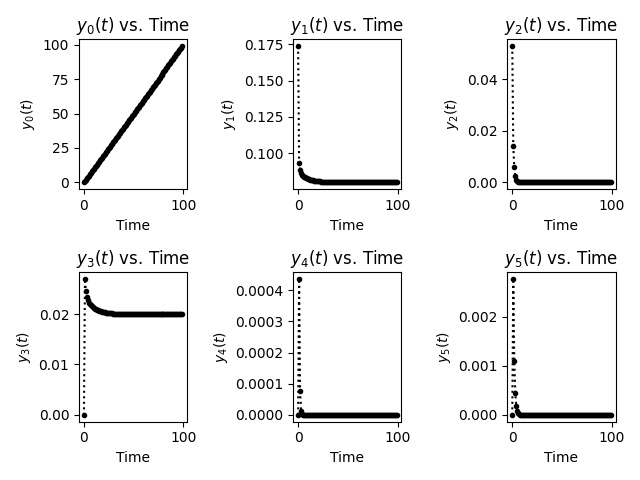 y₀(t) vs. Time
y₁(t) vs. Time
y₂(t) vs. Time
100
75
50
25
0
y₀(t)
0
100
Time
0.175
0.150
0.125
0.100
y₁(t)
0
100
Time
0.04
0.02
0.00
y₂(t)
0
100
Time
y₃(t) vs. Time
y₄(t) vs. Time
y₅(t) vs. Time
0.02
0.01
0.00
y₃(t)
0
100
Time
0.0004
0.0003
0.0002
0.0001
0.0000
y₄(t)
0
100
Time
0.002
0.001
0.000
y₅(t)
0
100
Time